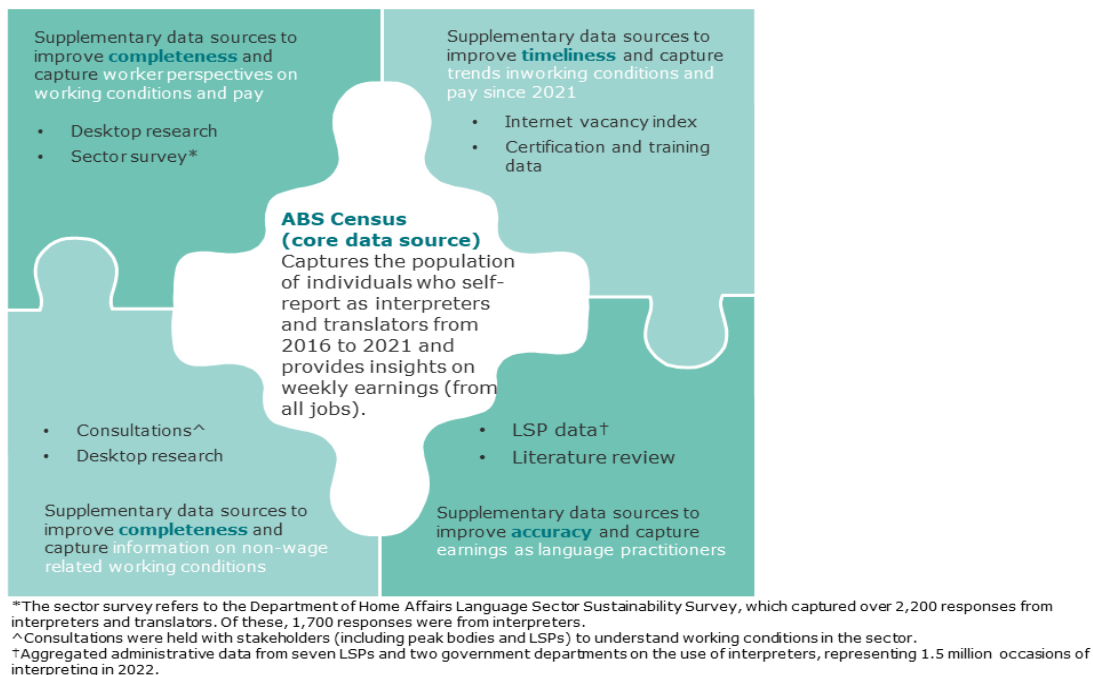 Supplementary data sources to
improve completeness and
capture worker perspectives on
working conditions and pay
• Desktop research
• Sector survey*
Supplementary data sources to
improve timeliness and capture
trends inworking conditions and
pay since 2021
• Internet vacancy index
• Certification and training
data
ABS Census
(core data source)
Captures the population
of individuals who self-
report as interpreters
and translators from
2016 to 2021 and
provides insights on
weekly earnings (from
all jobs).
• Consultations^
• Desktop research
Supplementary data sources to
improve completeness and
capture information on non-wage
related working conditions
• LSP data†
• Literature review
Supplementary data sources to
improve accuracy and capture
earnings as language practitioners
*The sector survey refers to the Department of Home Affairs Language Sector Sustainability Survey, which captured over 2,200 responses from
interpreters and translators. Of these, 1,700 responses were from interpreters.
^Consultations were held with stakeholders (including peak bodies and LSPs) to understand working conditions in the sector.
†Aggregated administrative data from seven LSPs and two government departments on the use of interpreters, representing 1.5 million occasions of
interpreting in 2022.